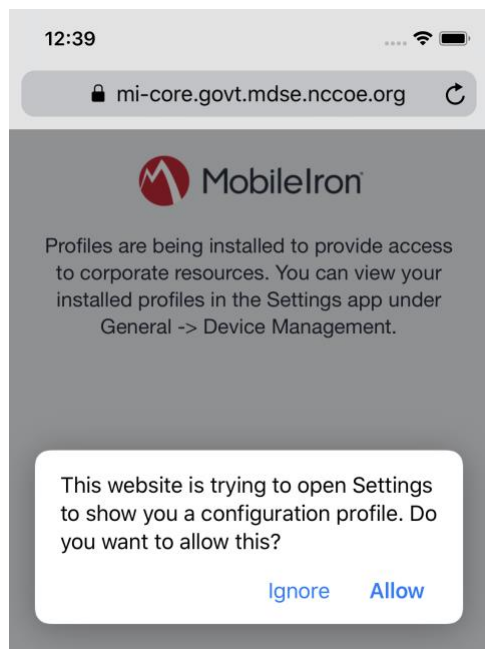 12:39
mi-core.govt.mdse.nccoe.org
MobileIron
Profiles are being installed to provide access
to corporate resources. You can view your
installed profiles in the Settings app under
General -> Device Management.
This website is trying to open Settings
to show you a configuration profile. Do
you want to allow this?
Ignore Allow